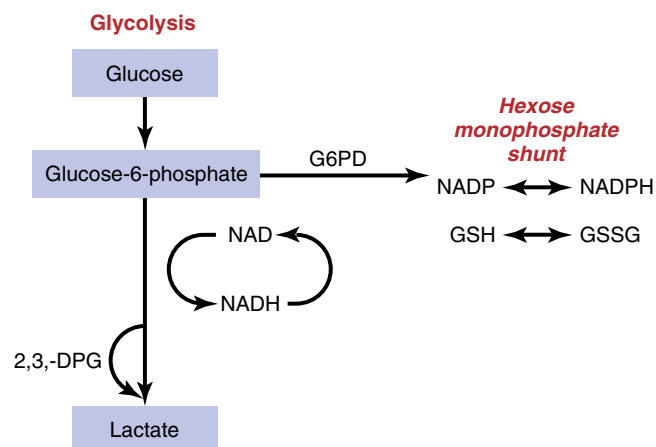 Glycolysis
Glucose
Hexose
monophosphate
shunt
G6PD
Glucose-6-phosphate
NADP
NADPH
GSH
GSSG
NAD
NADH
2,3,-DPG
Lactate